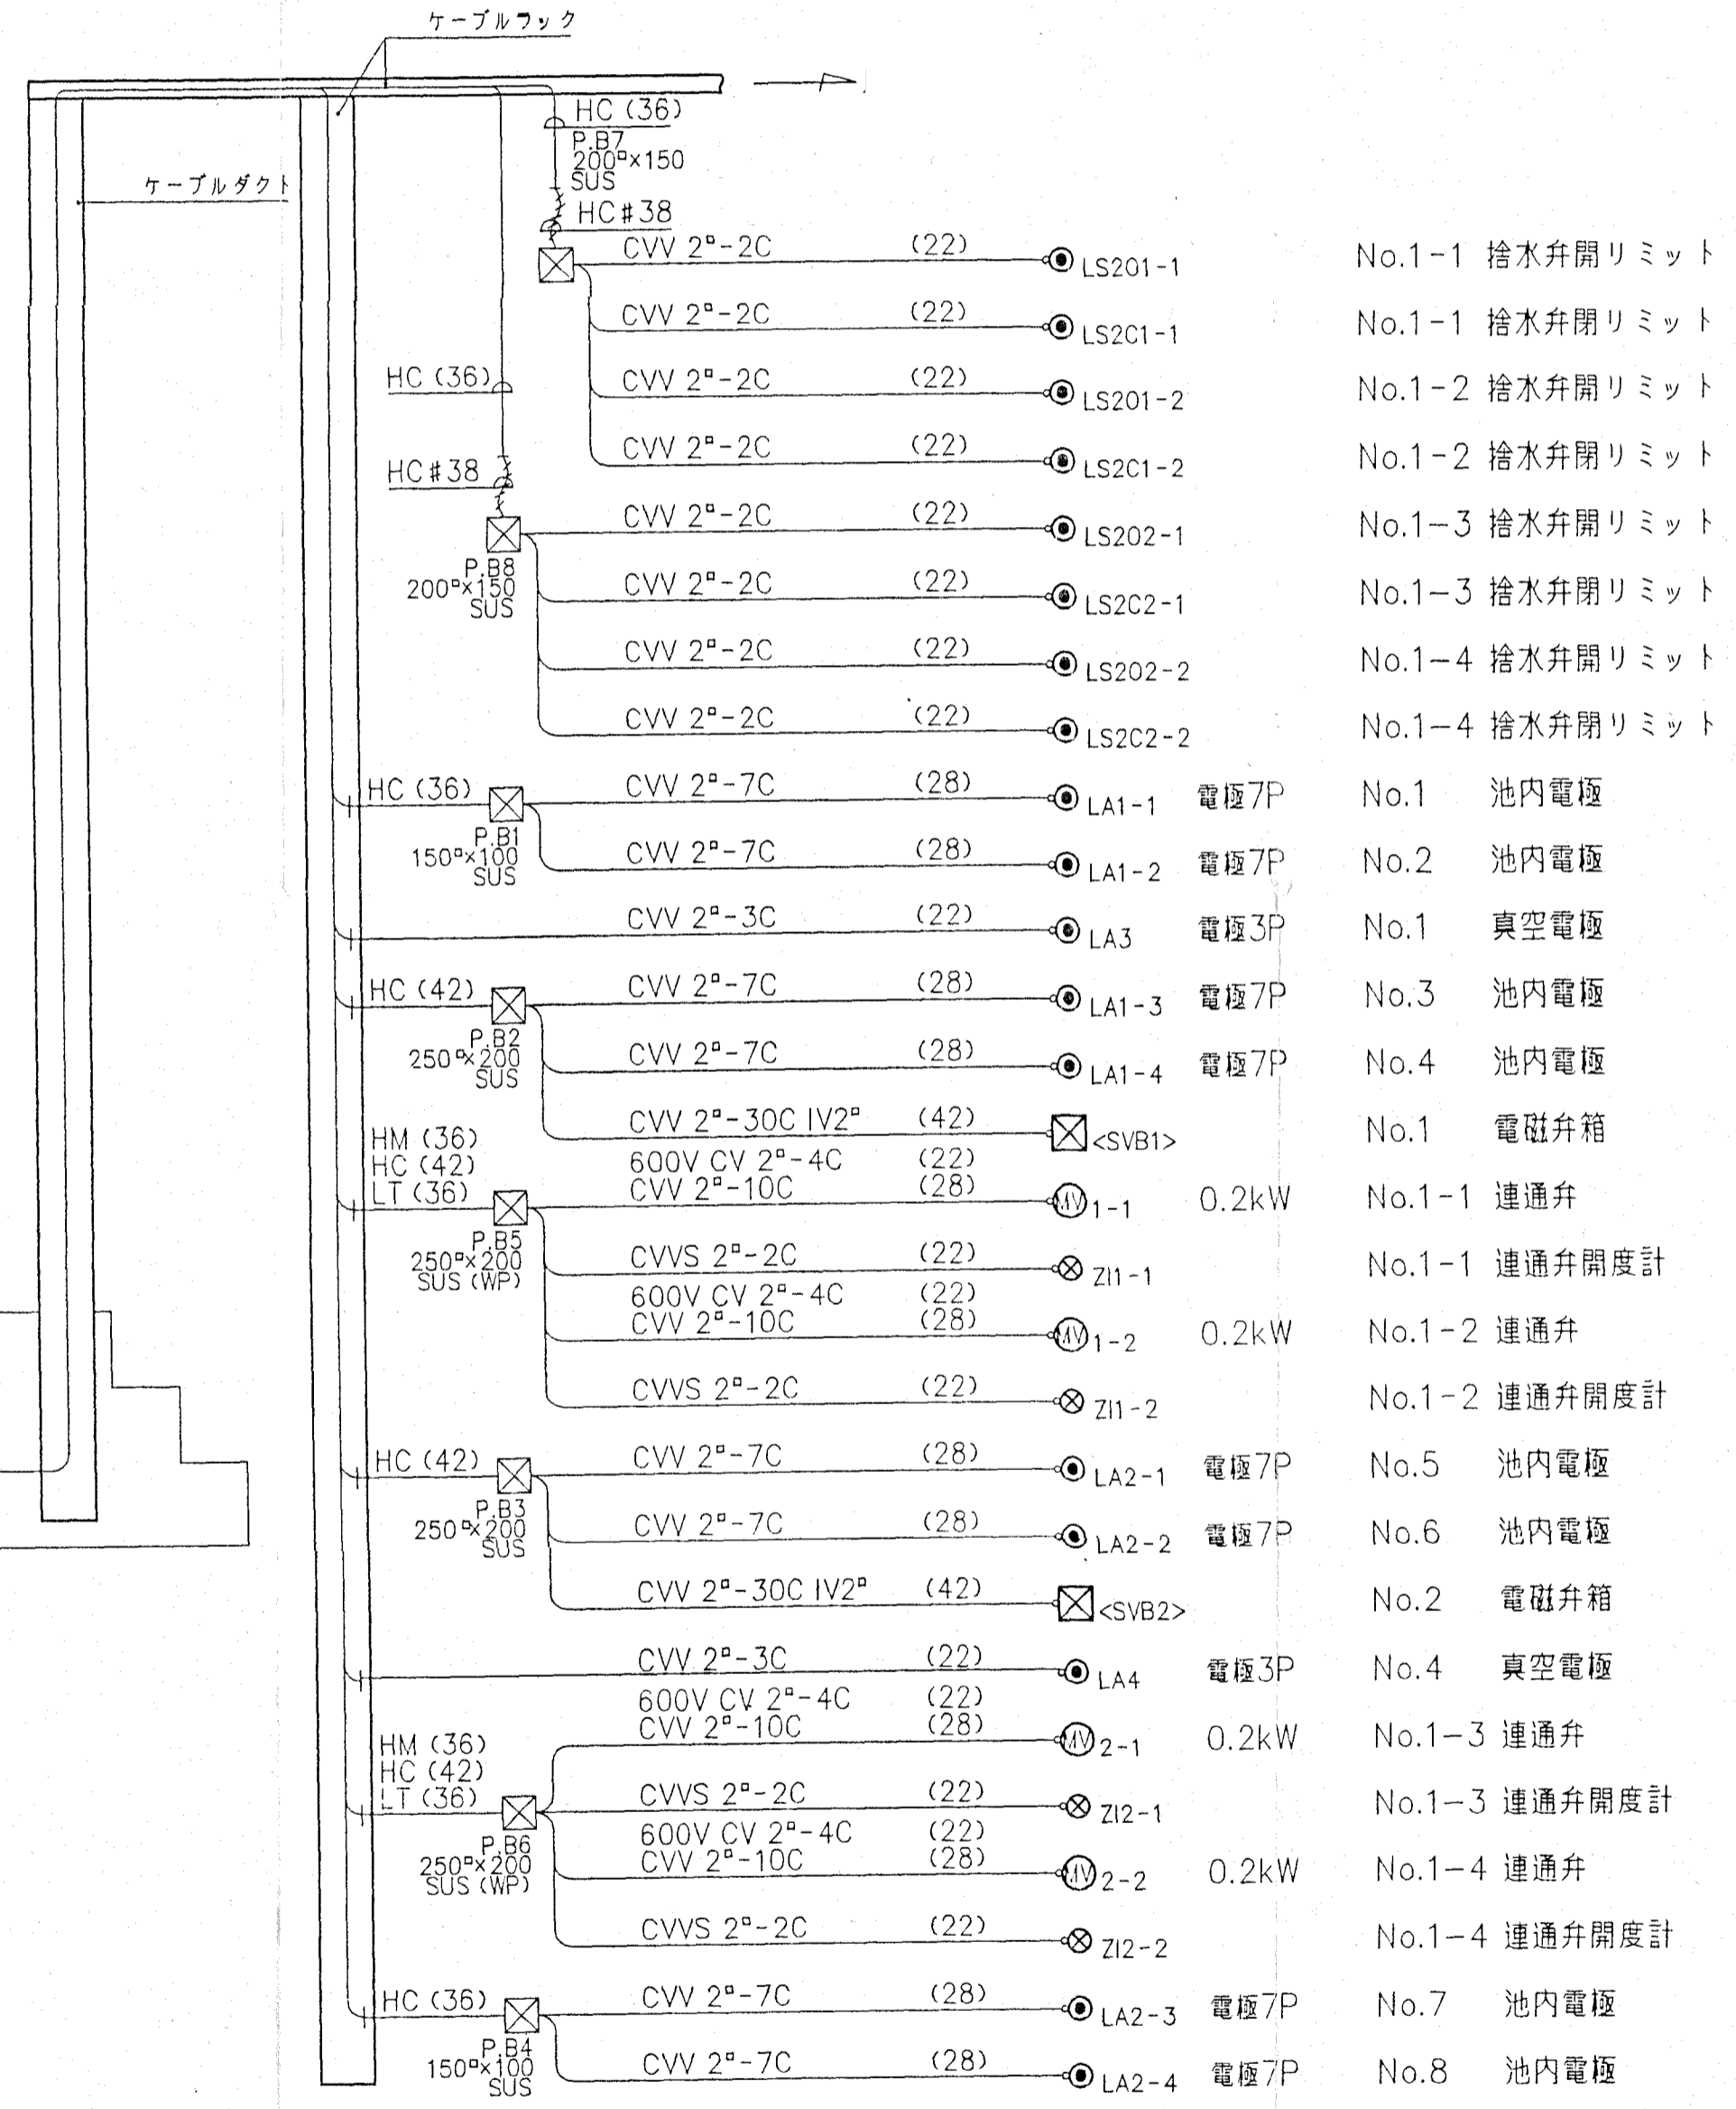 ケーブルラック
HC (36)
P.B7
200□×150
SUS
ケーブルダクト
HC#38
CVV 2□-2C (22) LS2O1-1 No.1-1 捨水弁開リミット
CVV 2□-2C (22) LS2C1-1 No.1-1 捨水弁閉リミット
HC (36) CVV 2□-2C (22) LS2O1-2 No.1-2 捨水弁開リミット
CVV 2□-2C (22) LS2C1-2 No.1-2 捨水弁閉リミット
HC#38
CVV 2□-2C (22) LS2O2-1 No.1-3 捨水弁開リミット
P.B8
200□×150
SUS
CVV 2□-2C (22) LS2C2-1 No.1-3 捨水弁閉リミット
CVV 2□-2C (22) LS2O2-2 No.1-4 捨水弁開リミット
CVV 2□-2C (22) LS2C2-2 No.1-4 捨水弁閉リミット
HC (36) CVV 2□-7C (28) LA1-1 電極7P No.1 池内電極
P.B1
150□×100
SUS
CVV 2□-7C (28) LA1-2 電極7P No.2 池内電極
CVV 2□-3C (22) LA3 電極3P No.1 真空電極
HC (42) CVV 2□-7C (28) LA1-3 電極7P No.3 池内電極
P.B2
250□×200
SUS
CVV 2□-7C (28) LA1-4 電極7P No.4 池内電極
CVV 2□-30C IV2□ (42) <SVB1> No.1 電磁弁箱
HM (36)
HC (42)
LT (36)
600V CV 2□-4C (22)
CVV 2□-10C (28) MV 1-1 0.2kW No.1-1 連通弁
P.B5
250□×200
SUS (WP)
CVVS 2□-2C (22) ZI1-1 No.1-1 連通弁開度計
600V CV 2□-4C (22)
CVV 2□-10C (28) MV 1-2 0.2kW No.1-2 連通弁
CVVS 2□-2C (22) ZI1-2 No.1-2 連通弁開度計
HC (42) CVV 2□-7C (28) LA2-1 電極7P No.5 池内電極
P.B3
250□×200
SUS
CVV 2□-7C (28) LA2-2 電極7P No.6 池内電極
CVV 2□-30C IV2□ (42) <SVB2> No.2 電磁弁箱
CVV 2□-3C (22) LA4 電極3P No.4 真空電極
600V CV 2□-4C (22)
CVV 2□-10C (28) MV 2-1 0.2kW No.1-3 連通弁
HM (36)
HC (42)
LT (36)
CVVS 2□-2C (22) ZI2-1 No.1-3 連通弁開度計
P.B6
250□×200
SUS (WP)
600V CV 2□-4C (22)
CVV 2□-10C (28) MV 2-2 0.2kW No.1-4 連通弁
CVVS 2□-2C (22) ZI2-2 No.1-4 連通弁開度計
HC (36) CVV 2□-7C (28) LA2-3 電極7P No.7 池内電極
P.B4
150□×100
SUS
CVV 2□-7C (28) LA2-4 電極7P No.8 池内電極